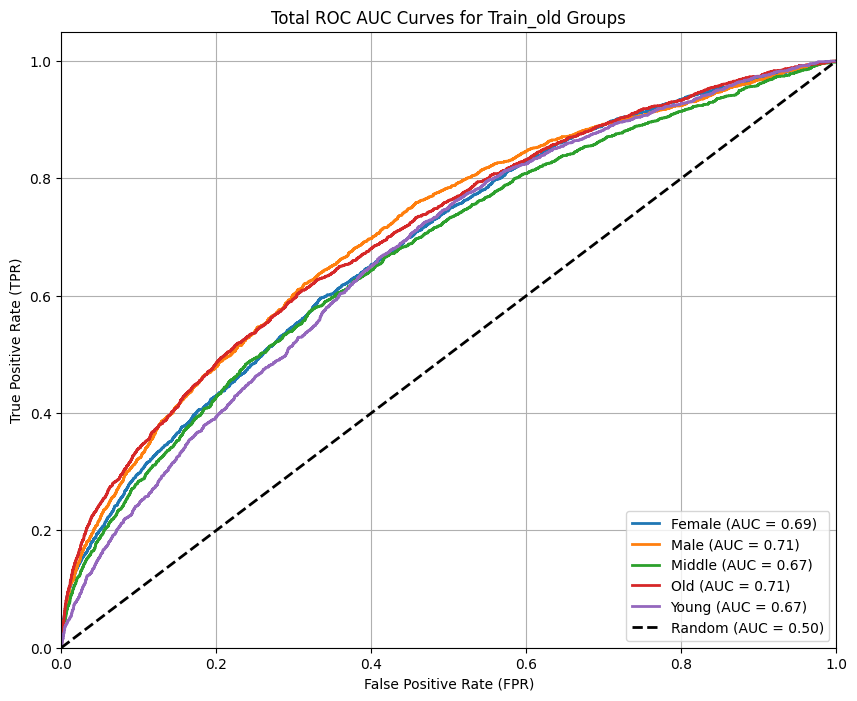 Total ROC AUC Curves for Train_old Groups
1.0
0.8
0.6
0.4
0.2
0.0
True Positive Rate (TPR)
Female (AUC = 0.69)
Male (AUC = 0.71)
Middle (AUC = 0.67)
Old (AUC = 0.71)
Young (AUC = 0.67)
Random (AUC = 0.50)
0.0 0.2 0.4 0.6 0.8 1.0
False Positive Rate (FPR)